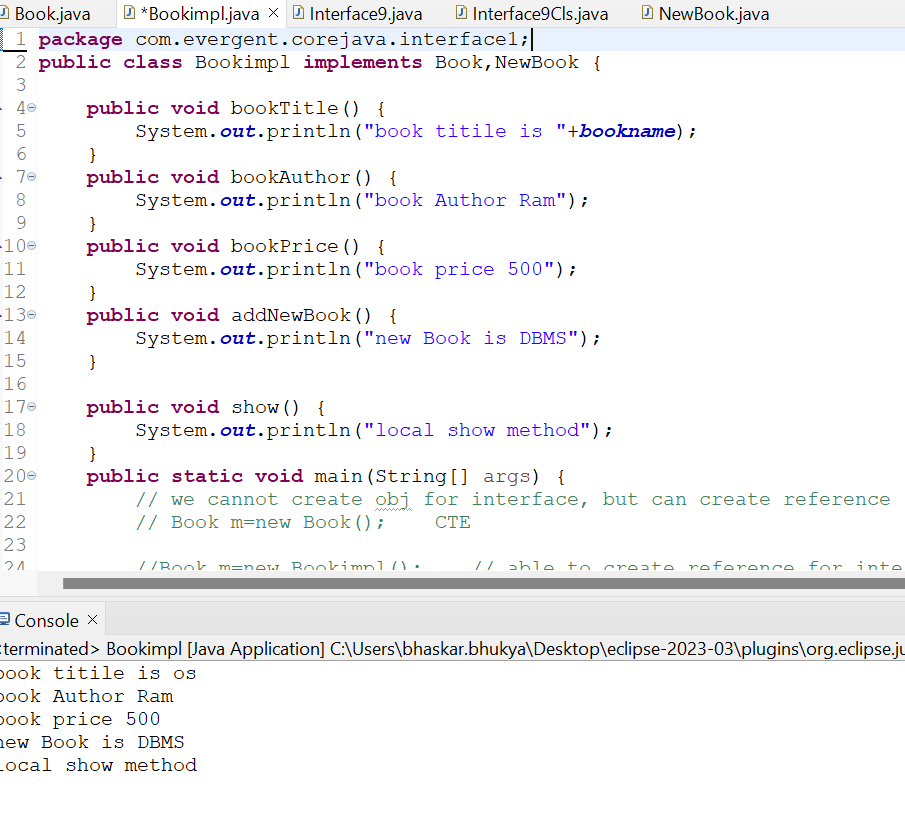 Book.java *Bookimpl.java Interface9.java Interface9Cls.java NewBook.java
1 package com.evergent.corejava.interface1;
2 public class Bookimpl implements Book,NewBook {
3
4 public void bookTitle() {
5 System.out.println("book titile is "+bookname);
6 }
7 public void bookAuthor() {
8 System.out.println("book Author Ram");
9 }
10 public void bookPrice() {
11 System.out.println("book price 500");
12 }
13 public void addNewBook() {
14 System.out.println("new Book is DBMS");
15 }
16
17 public void show() {
18 System.out.println("local show method");
19 }
20 public static void main(String[] args) {
21 // we cannot create obj for interface, but can create reference
22 // Book m=new Book(); CTE
23
24 //Book m=new Bookimpl(); // able to create reference for inte
Console
<terminated> Bookimpl [Java Application] C:\Users\bhaskar.bhukya\Desktop\eclipse-2023-03\plugins\org.eclipse.ju
book titile is os
book Author Ram
book price 500
new Book is DBMS
local show method